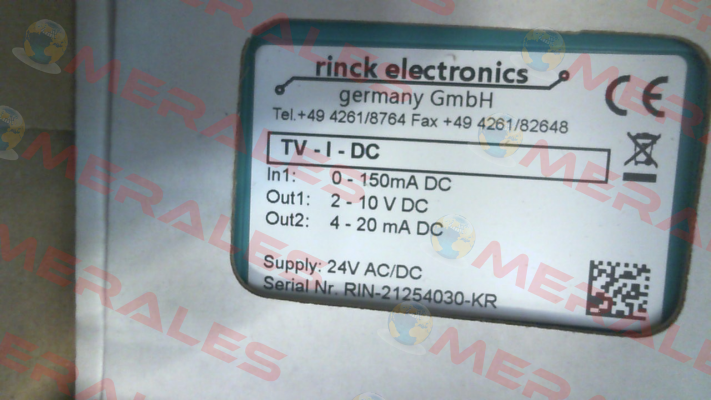 rinck electronics
germany GmbH
Tel.+49 4261/8764 Fax +49 4261/82648
TV - I - DC
In1: 0 - 150mA DC
Out1: 2 - 10 V DC
Out2: 4 - 20 mA DC
Supply: 24V AC/DC
Serial Nr. RIN-21254030-KR
CE
MERALES
MERALES
MERALES
MERALES